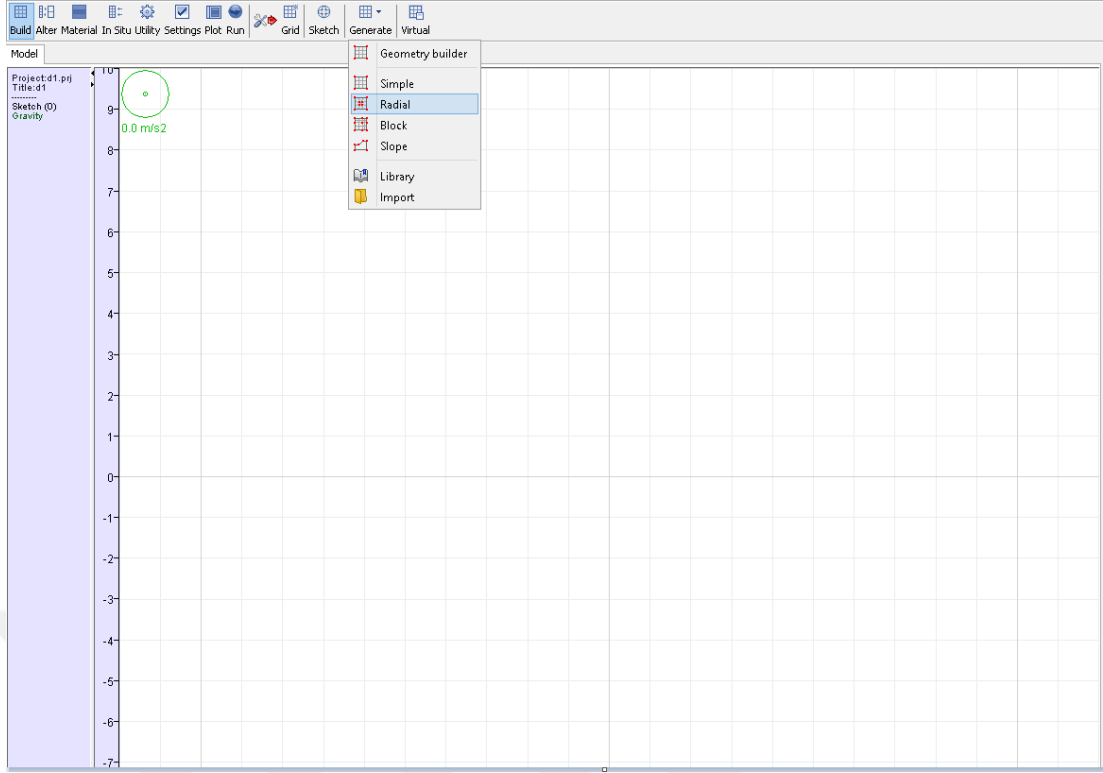 Build Alter Material In Situ Utility Settings Plot Run Grid Sketch Generate Virtual
Model
Geometry builder
Simple
Radial
Block
Slope
Library
Import
Project:d1.prj
Title:d1
---------
Sketch (0)
Gravity
0.0 m/s2
10
9
8
7
6
5
4
3
2
1
0
-1
-2
-3
-4
-5
-6
-7